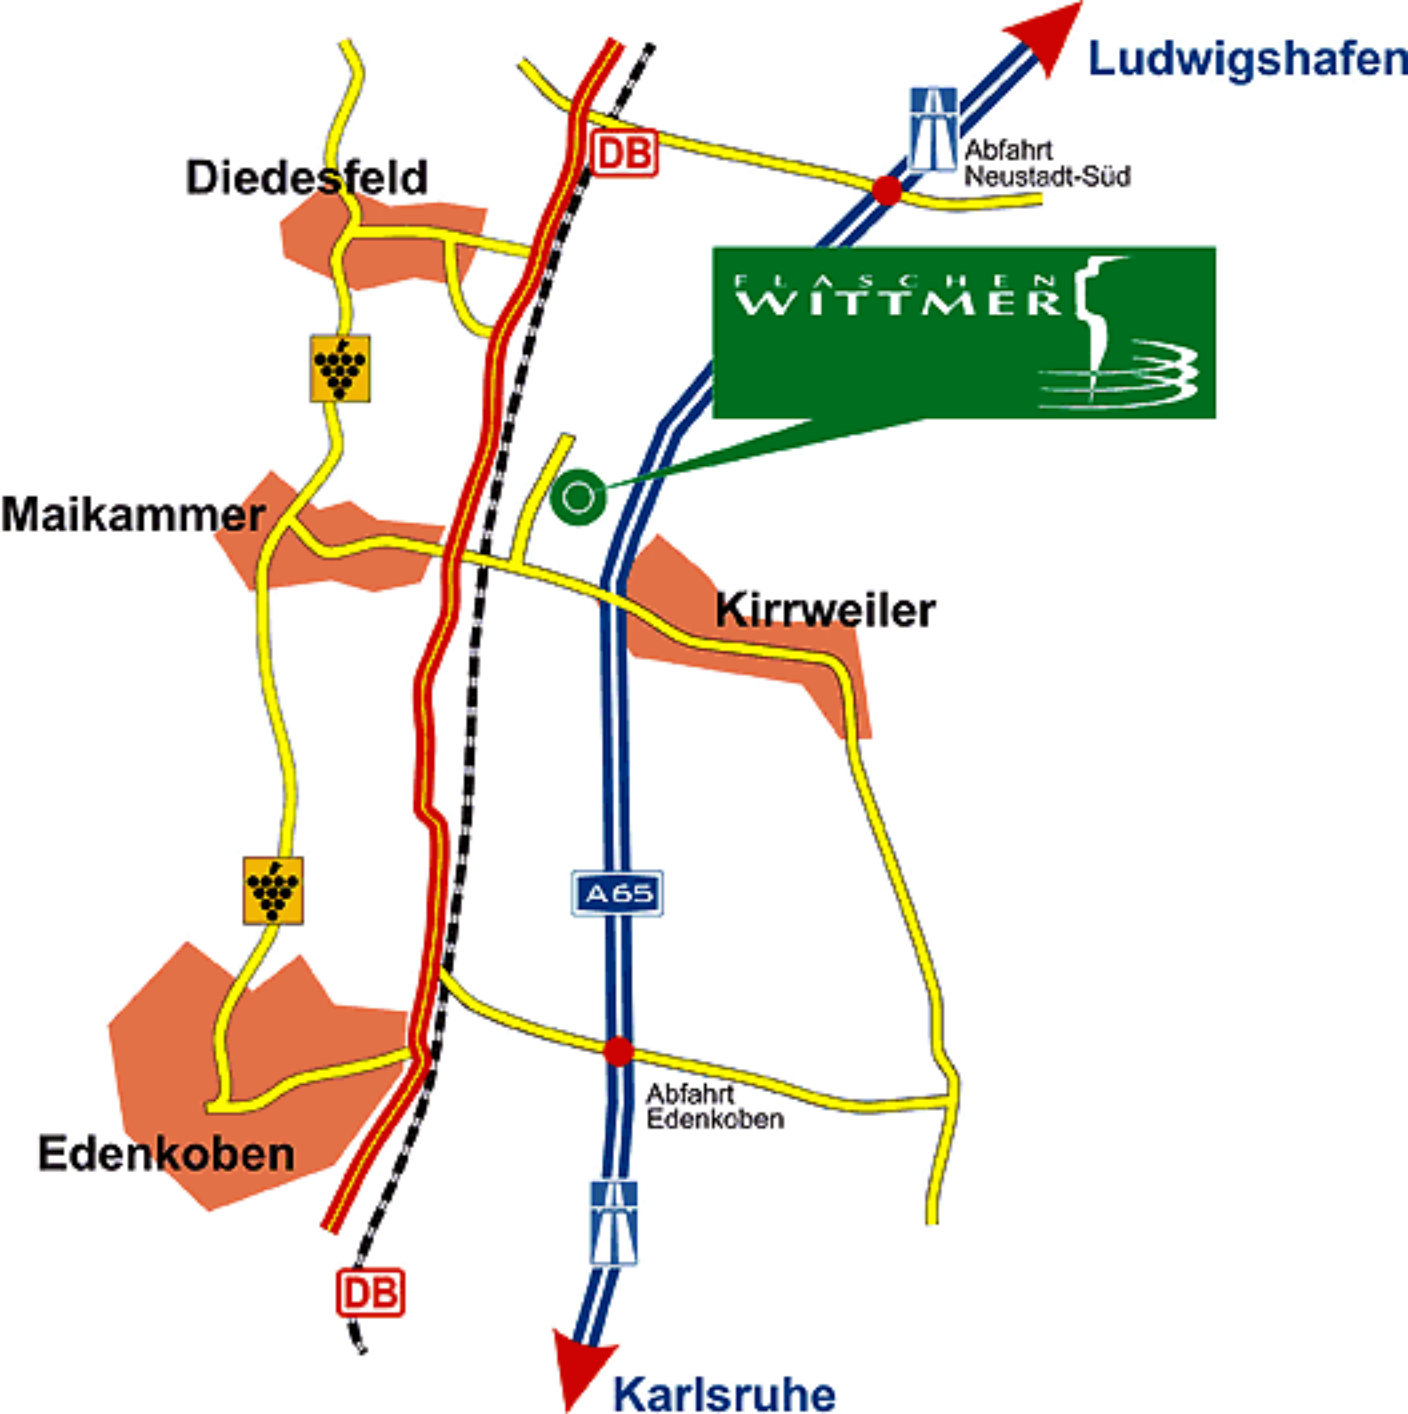 Ludwigshafen
Abfahrt
Neustadt-Süd
DB
Diedesfeld
FLASCHEN
WITTMER
Maikammer
Kirrweiler
A65
Abfahrt
Edenkoben
Edenkoben
DB
Karlsruhe